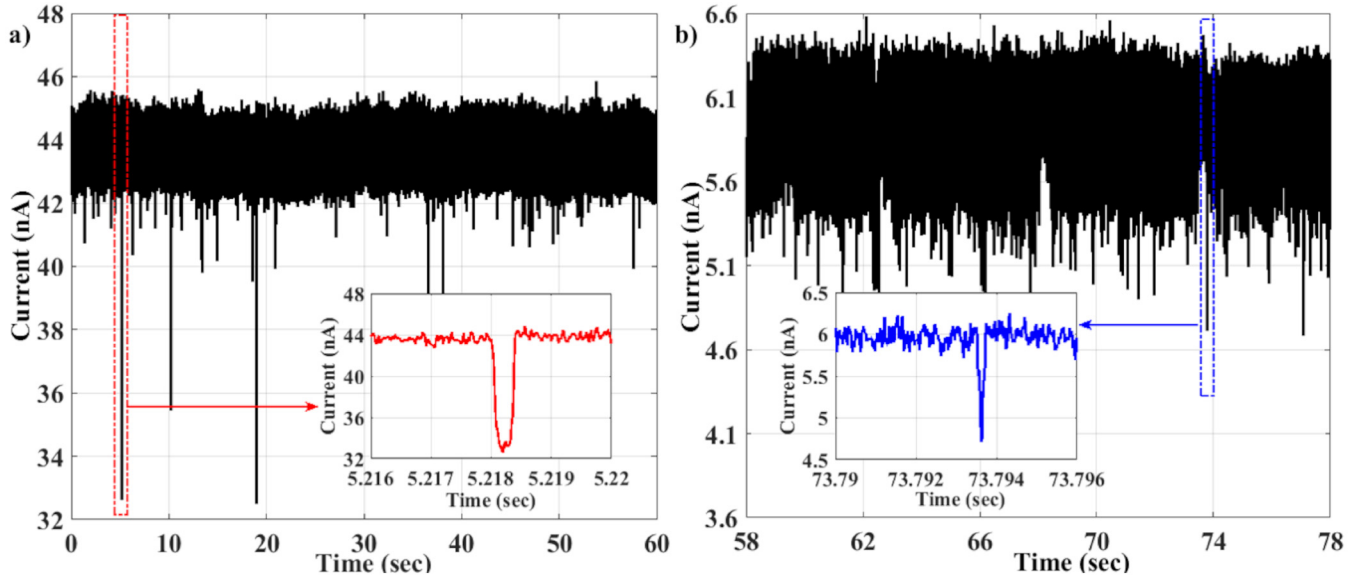 a)
48
46
44
42
40
38
36
34
32
Current (nA)
0 10 20 30 40 50 60
Time (sec)
48
44
40
36
32
Current (nA)
5.216 5.217 5.218 5.219 5.22
Time (sec)
b)
6.6
6.1
5.6
5.1
4.6
4.1
3.6
Current (nA)
58 62 66 70 74 78
Time (sec)
6.5
6
5.5
5
4.5
Current (nA)
73.79 73.792 73.794 73.796
Time (sec)